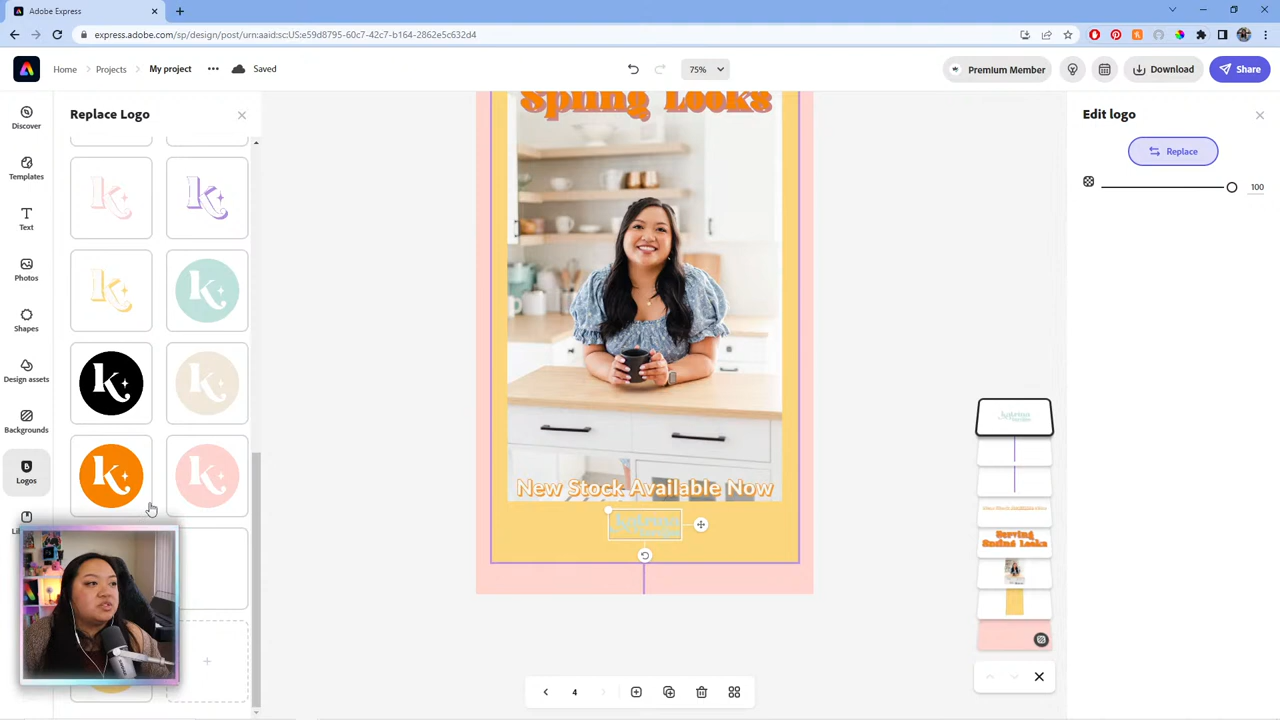 Adobe Express
express.adobe.com/sp/design/post/urn:aaid:sc:US:e59d8795-60c7-42c7-b164-2862e5c632d4
Home
Projects
My project
Saved
75%
Premium Member
Download
Share
Discover
Templates
Text
Photos
Shapes
Design assets
Backgrounds
Logos
Replace Logo
k
k
k
k
k
k
k
k
Spring Looks
New Stock Available Now
Edit logo
Replace
100
Serving
Spring Looks
4